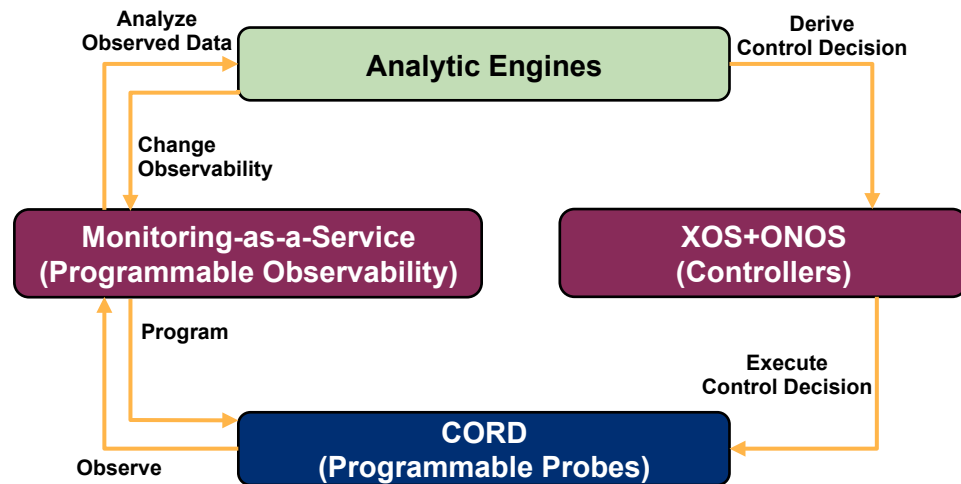 Analyze
Observed Data
Derive
Control Decision
Analytic Engines
Change
Observability
Monitoring-as-a-Service
(Programmable Observability)
XOS+ONOS
(Controllers)
Program
Execute
Control Decision
CORD
(Programmable Probes)
Observe